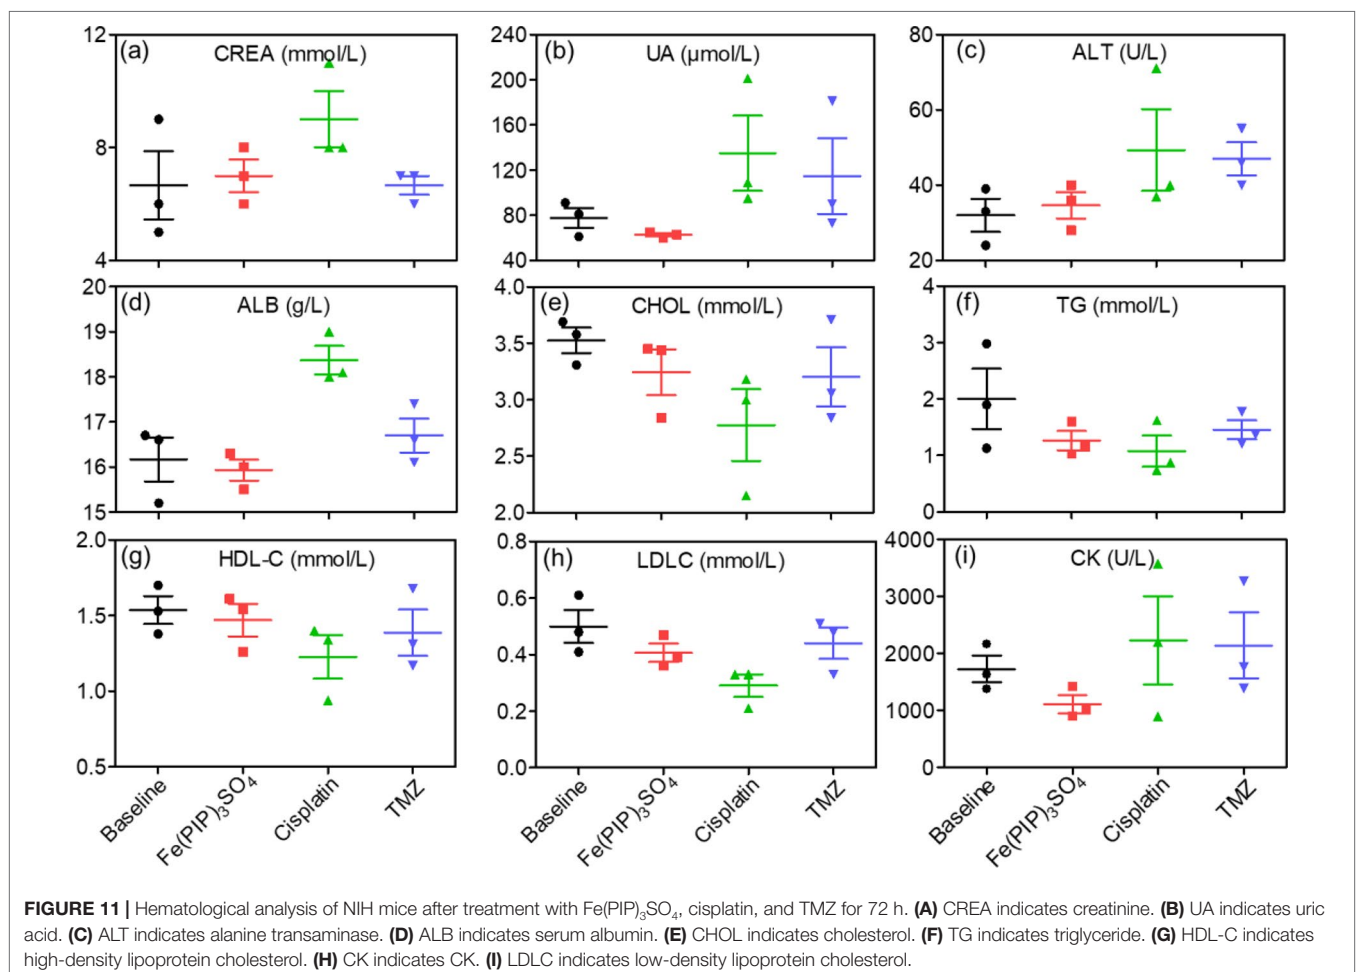 (a) CREA (mmol/L)
12
8
4
(b) UA (µmol/L)
240
200
160
120
80
40
(c) ALT (U/L)
80
60
40
20
(d) ALB (g/L)
20
19
18
17
16
15
(e) CHOL (mmol/L)
4.0
3.5
3.0
2.5
2.0
(f) TG (mmol/L)
4
3
2
1
0
(g) HDL-C (mmol/L)
2.0
1.5
1.0
0.5
Baseline
Fe(PIP)₃SO₄
Cisplatin
TMZ
(h) LDLC (mmol/L)
0.8
0.6
0.4
0.2
0.0
Baseline
Fe(PIP)₃SO₄
Cisplatin
TMZ
(i) CK (U/L)
4000
3000
2000
1000
0
Baseline
Fe(PIP)₃SO₄
Cisplatin
TMZ
FIGURE 11 | Hematological analysis of NIH mice after treatment with Fe(PIP)₃SO₄, cisplatin, and TMZ for 72 h. (A) CREA indicates creatinine. (B) UA indicates uric
acid. (C) ALT indicates alanine transaminase. (D) ALB indicates serum albumin. (E) CHOL indicates cholesterol. (F) TG indicates triglyceride. (G) HDL-C indicates
high-density lipoprotein cholesterol. (H) CK indicates CK. (I) LDLC indicates low-density lipoprotein cholesterol.